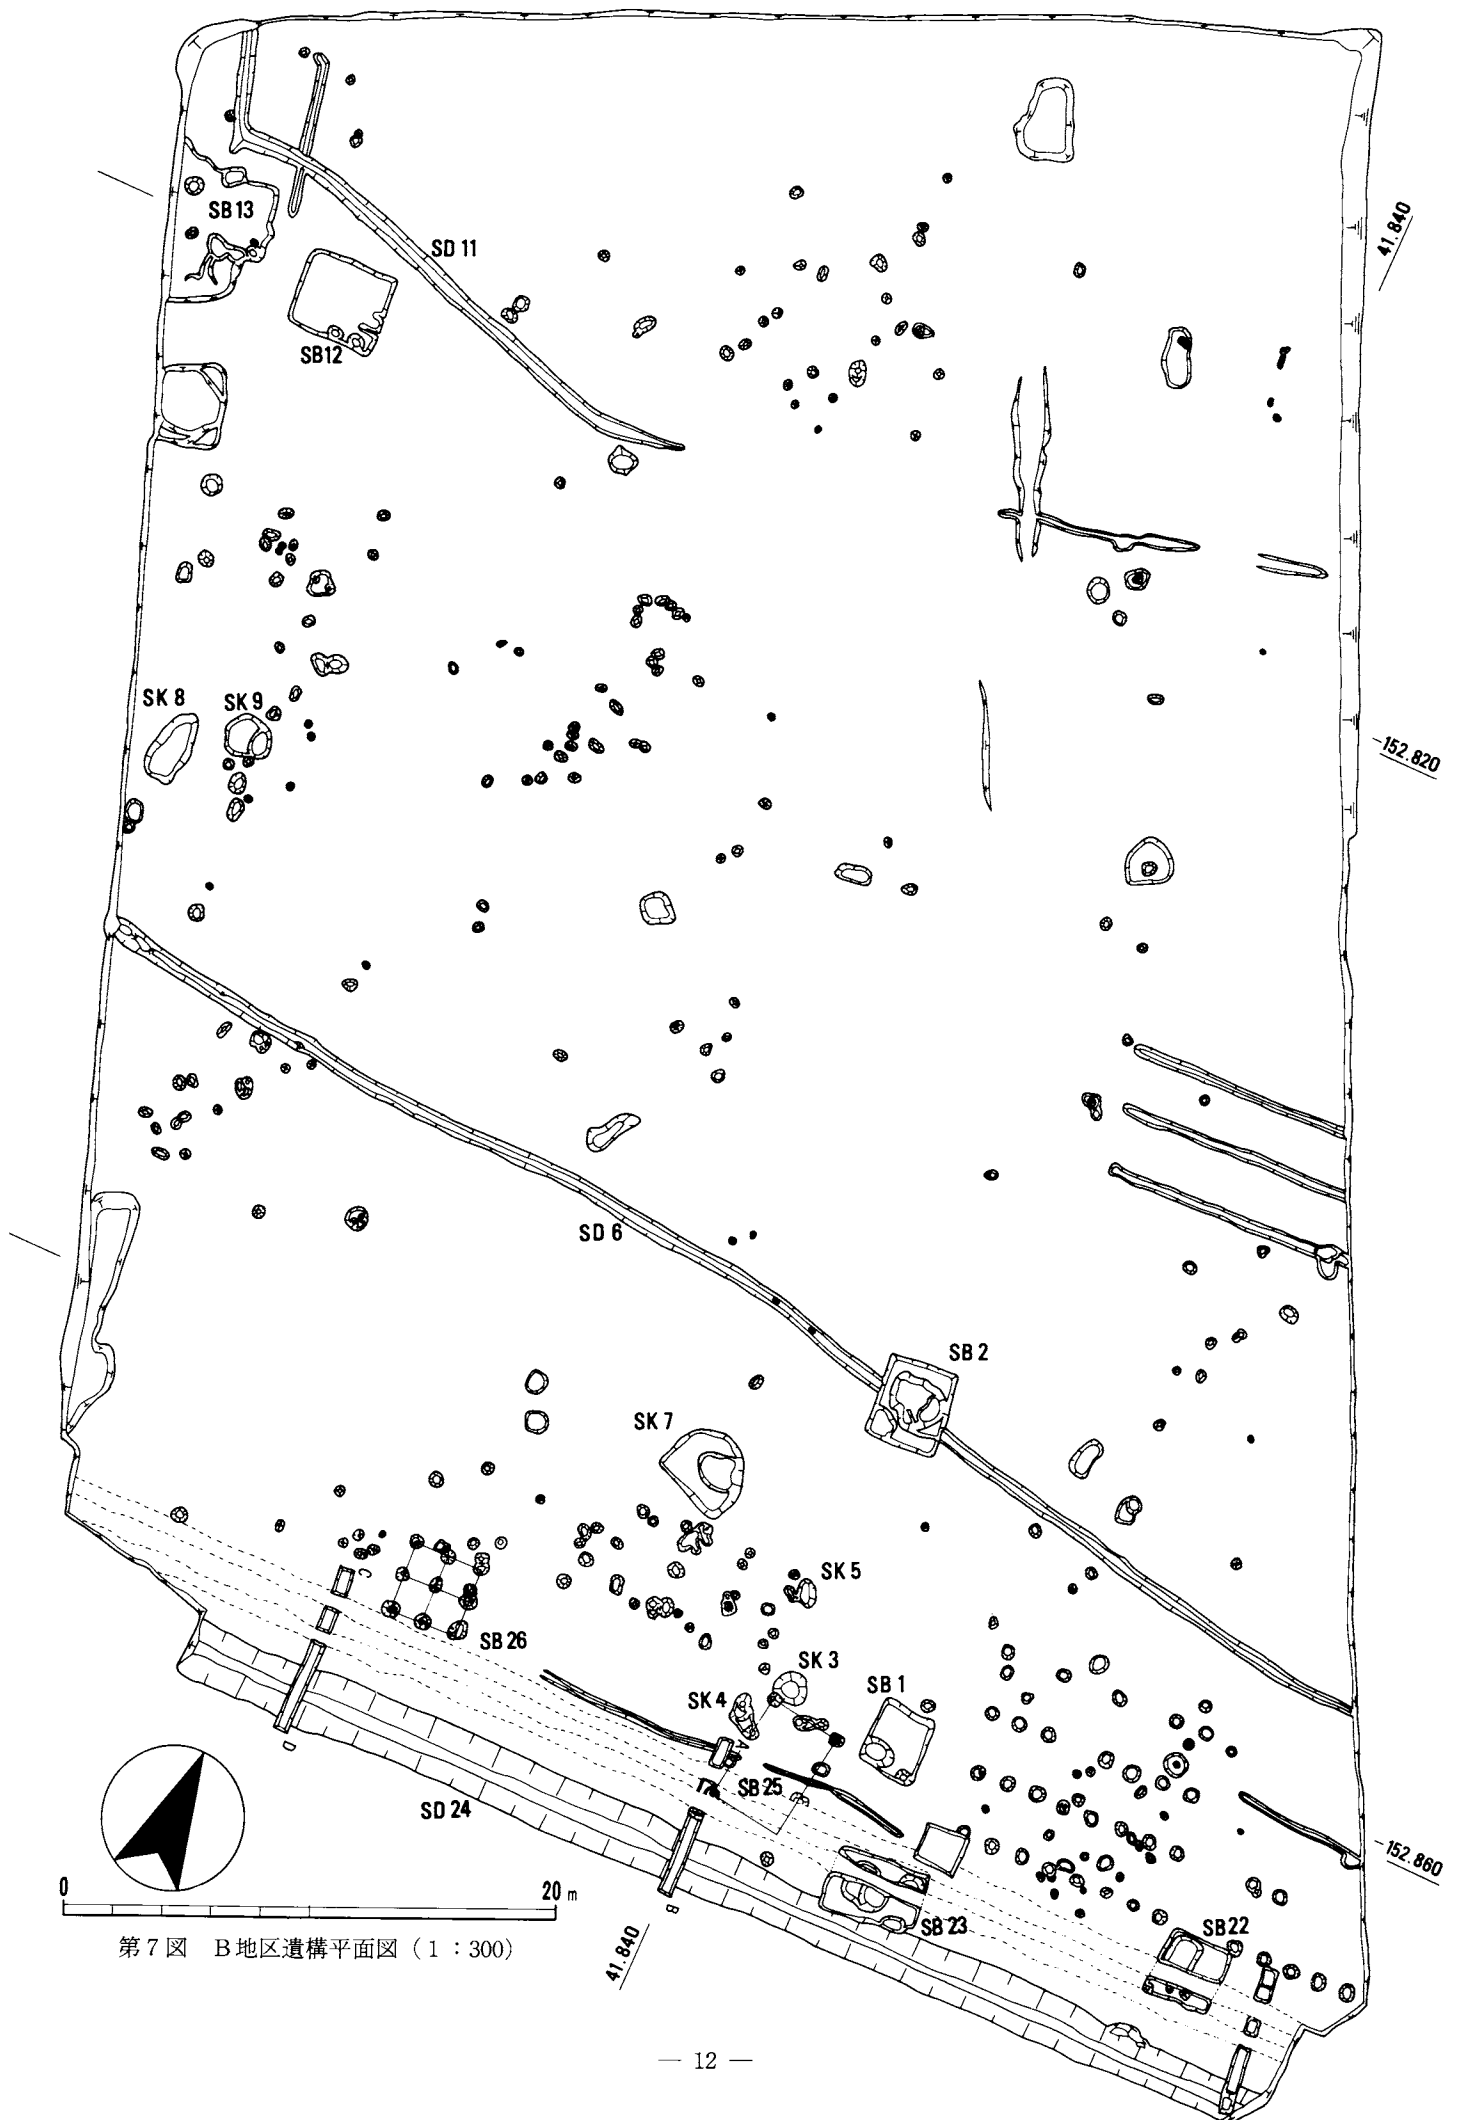 SB13
SD 11
41.840
SB12
SK 8
SK 9
-152.820
SD 6
SB 2
SK 7
SK 5
SB 26
SK 3
SK 4
SB 1
A
SB 25
C
D
SD 24
-152.860
0
20 m
B
SB 23
SB 22
41.840
第7図 B地区遺構平面図(1:300)
— 12 —